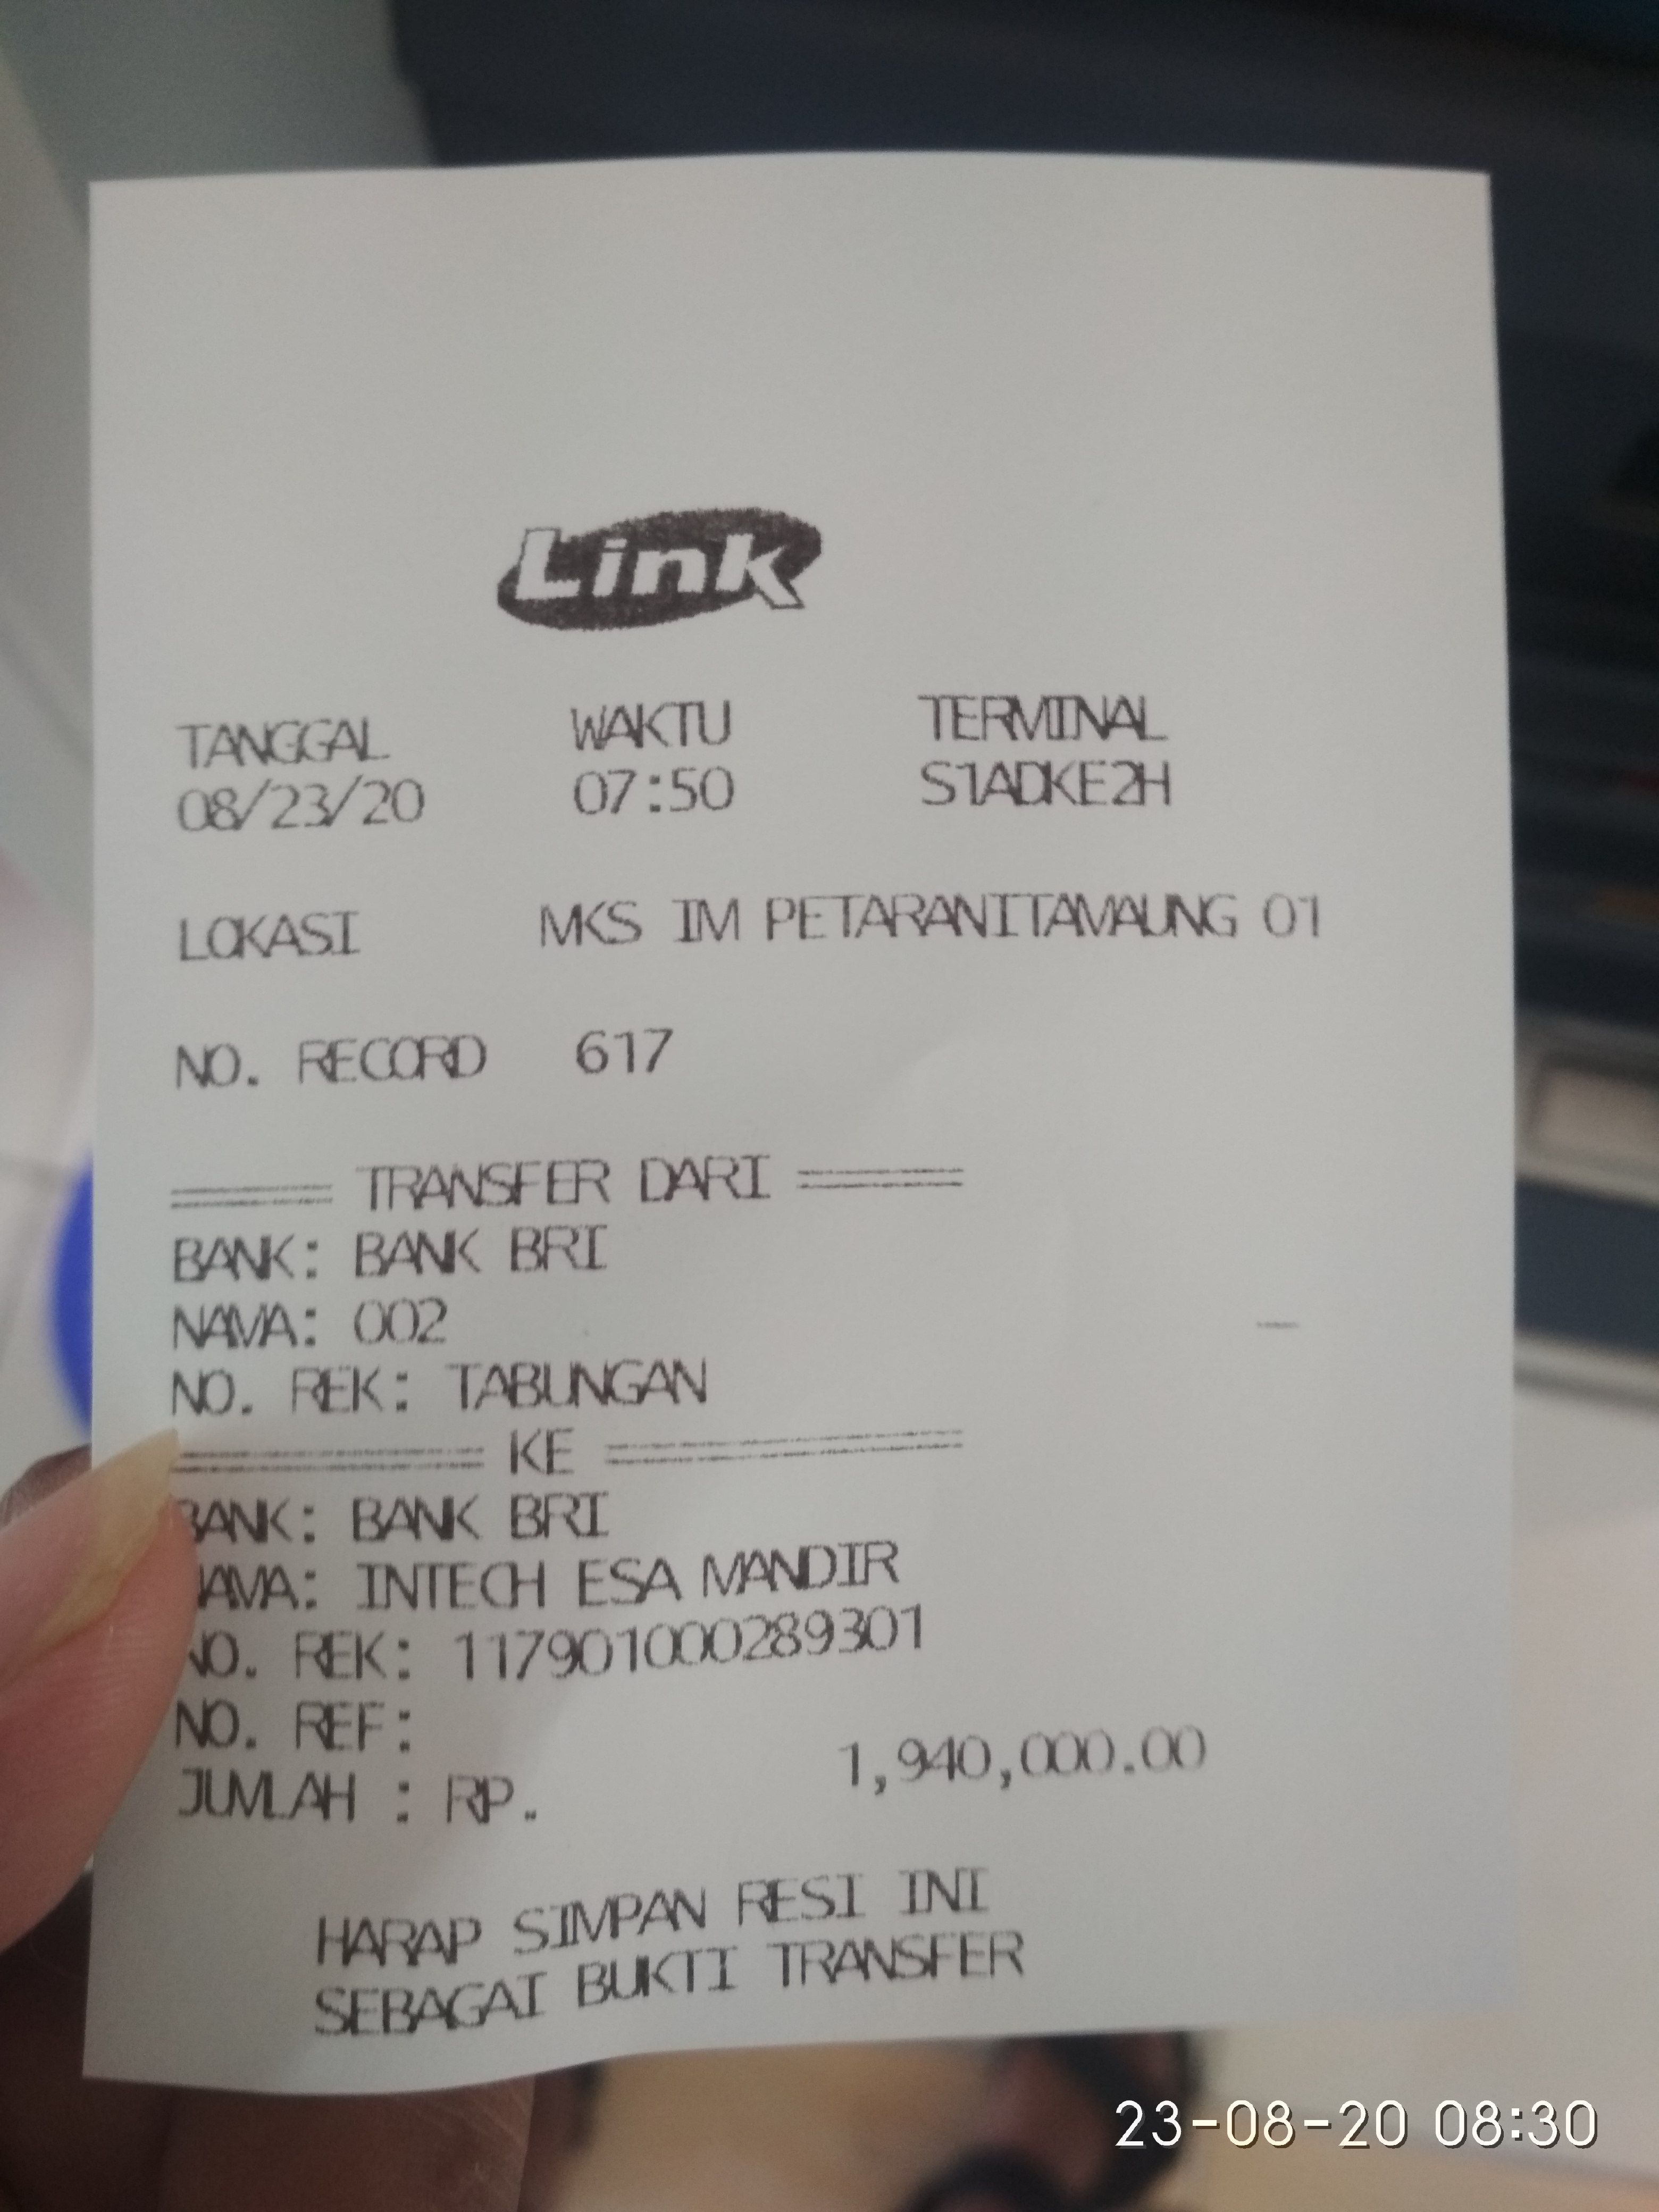 Link
TANGGAL WAKTU TERMINAL
08/23/20 07:50 S1ADKE2H
LOKASI MKS IM PETARANITAMAUNG 01
NO. RECORD 617
===== TRANSFER DARI =====
BANK: BANK BRI
NAMA: 002
NO. REK: TABUNGAN
========== KE ===========
BANK: BANK BRI
NAMA: INTECH ESA MANDIR
NO. REK: 117901000289301
NO. REF:
JUMLAH : RP. 1,940,000.00
HARAP SIMPAN RESI INI
SEBAGAI BUKTI TRANSFER
23-08-20 08:30